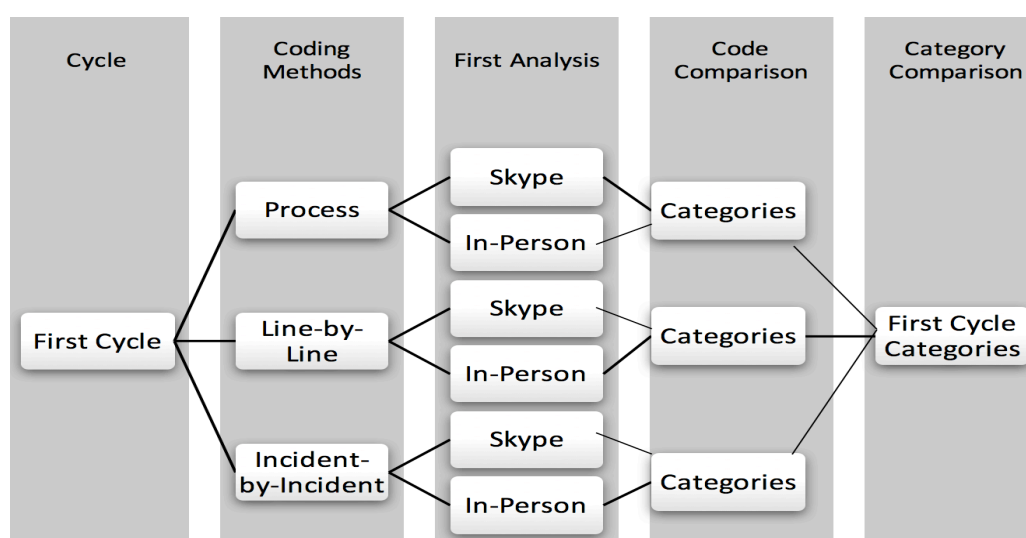 Cycle
Coding
Methods
First Analysis
Code
Comparison
Category
Comparison
First Cycle
Process
Line-by-
Line
Incident-
by-Incident
Skype
In-Person
Skype
In-Person
Skype
In-Person
Categories
Categories
Categories
First Cycle
Categories